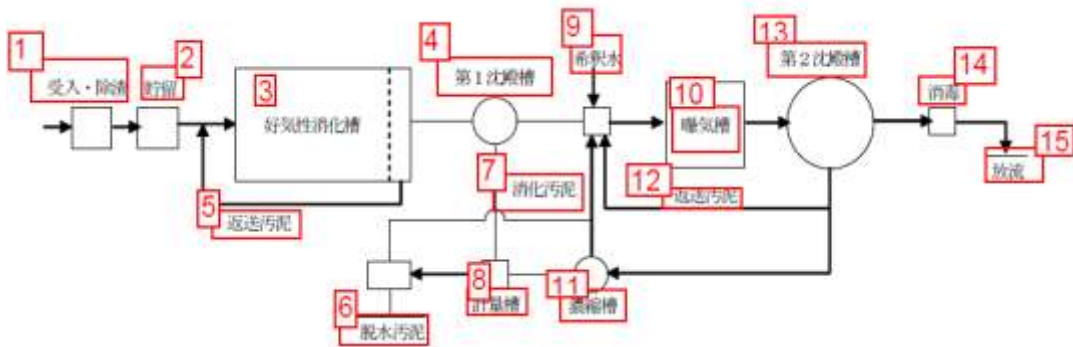 1
受入・除渣
2
貯留
3
好気性消化槽
4
第1沈殿槽
5
返送汚泥
6
脱水汚泥
7
消化汚泥
8
計量槽
9
希釈水
10
曝気槽
11
濃縮槽
12
返送汚泥
13
第2沈殿槽
14
消毒
15
放流